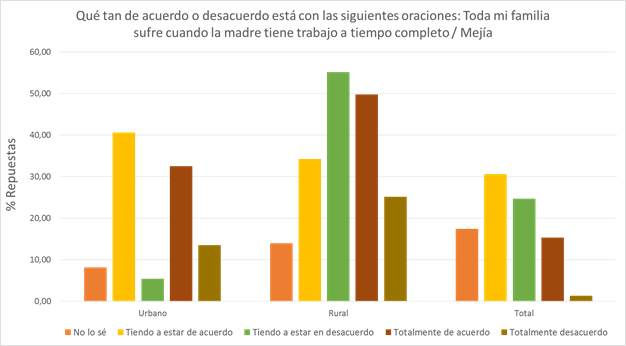 Qué tan de acuerdo o desacuerdo está con las siguientes oraciones: Toda mi familia
sufre cuando la madre tiene trabajo a tiempo completo / Mejía
60,00
50,00
40,00
30,00
20,00
10,00
0,00
% Repuestas
Urbano Rural Total
No lo sé Tiendo a estar de acuerdo Tiendo a estar en desacuerdo Totalmente de acuerdo Totalmente desacuerdo